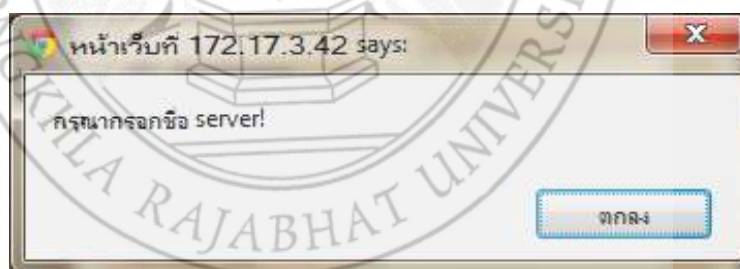 หน้าเว็บที่ 172.17.3.42 says:
กรุณากรอกชื่อ server!
ตกลง
RAJABHAT